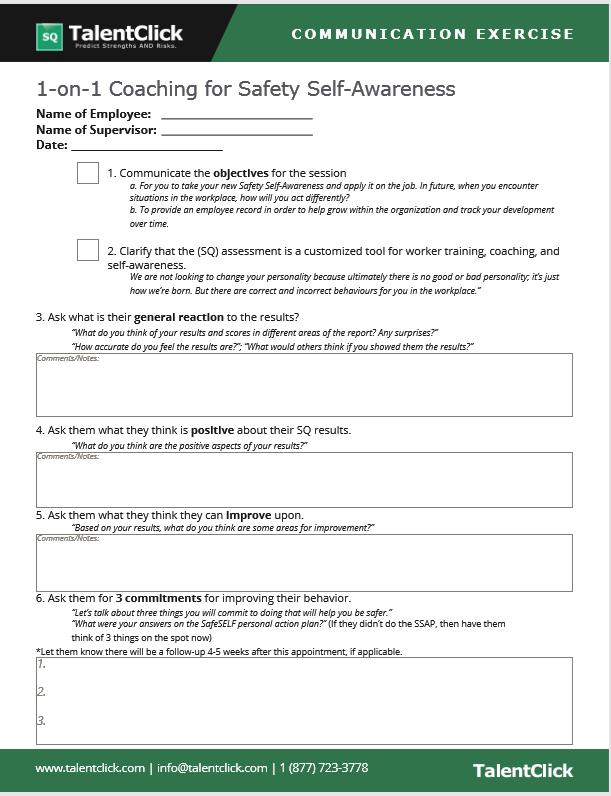 SQ TalentClick
Predict Strengths AND Risks.
COMMUNICATION EXERCISE
1-on-1 Coaching for Safety Self-Awareness
Name of Employee: ____________________
Name of Supervisor: ____________________
Date: ____________________
1. Communicate the objectives for the session
a. For you to take your new Safety Self-Awareness and apply it on the job. In future, when you encounter
situations in the workplace, how will you act differently?
b. To provide an employee record in order to help grow within the organization and track your development
over time.
2. Clarify that the (SQ) assessment is a customized tool for worker training, coaching, and
self-awareness.
We are not looking to change your personality because ultimately there is no good or bad personality; it's just
how we're born. But there are correct and incorrect behaviours for you in the workplace."
3. Ask what is their general reaction to the results?
"What do you think of your results and scores in different areas of the report? Any surprises?"
"How accurate do you feel the results are?"; "What would others think if you showed them the results?"
Comments/Notes:
4. Ask them what they think is positive about their SQ results.
"What do you think are the positive aspects of your results?"
Comments/Notes:
5. Ask them what they think they can Improve upon.
"Based on your results, what do you think are some areas for improvement?"
Comments/Notes:
6. Ask them for 3 commitments for improving their behavior.
"Let's talk about three things you will commit to doing that will help you be safer."
"What were your answers on the SafeSELF personal action plan?" (If they didn't do the SSAP, then have them
think of 3 things on the spot now)
*Let them know there will be a follow-up 4-5 weeks after this appointment, if applicable.
1.
2.
3.
www.talentclick.com | info@talentclick.com | 1 (877) 723-3778
TalentClick